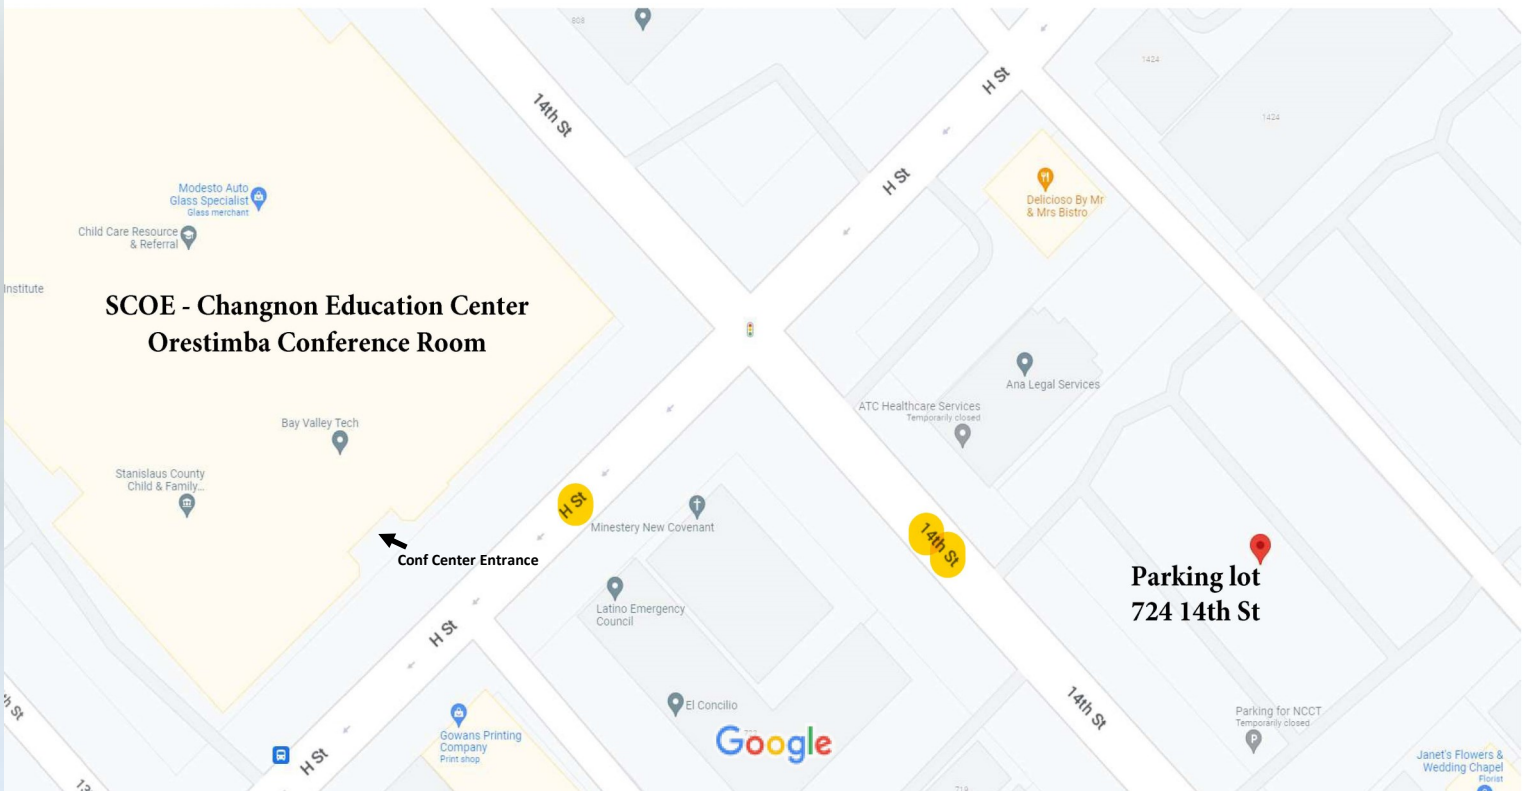 808
14th St
H St
1424
1424
H St
Modesto Auto
Glass Specialist
Glass merchant
Child Care Resource
& Referral
Delicioso By Mr
& Mrs Bistro
Institute
SCOE - Changnon Education Center
Orestimba Conference Room
Ana Legal Services
ATC Healthcare Services
Temporarily closed
Bay Valley Tech
Stanislaus County
Child & Family...
H St
Minestery New Covenant
14th St
Conf Center Entrance
Parking lot
724 14th St
Latino Emergency
Council
H St
14th St
El Concilio
Parking for NCCT
Temporarily closed
P
Gowans Printing
Company
Print shop
Google
H St
Janet's Flowers &
Wedding Chapel
Florist
th St
13
719